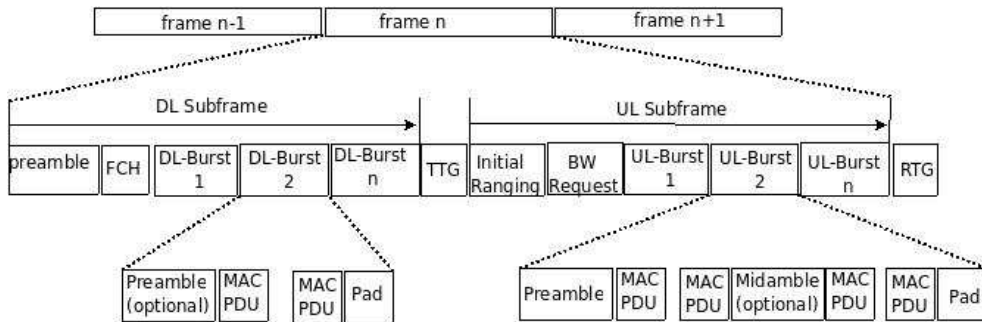 frame n-1
frame n
frame n+1
DL Subframe
UL Subframe
preamble
FCH
DL-Burst
1
DL-Burst
2
DL-Burst
n
TTG
Initial
Ranging
BW
Request
UL-Burst
1
UL-Burst
2
UL-Burst
n
RTG
Preamble
(optional)
MAC
PDU
MAC
PDU
Pad
Preamble
MAC
PDU
MAC
PDU
Midamble
(optional)
MAC
PDU
MAC
PDU
Pad